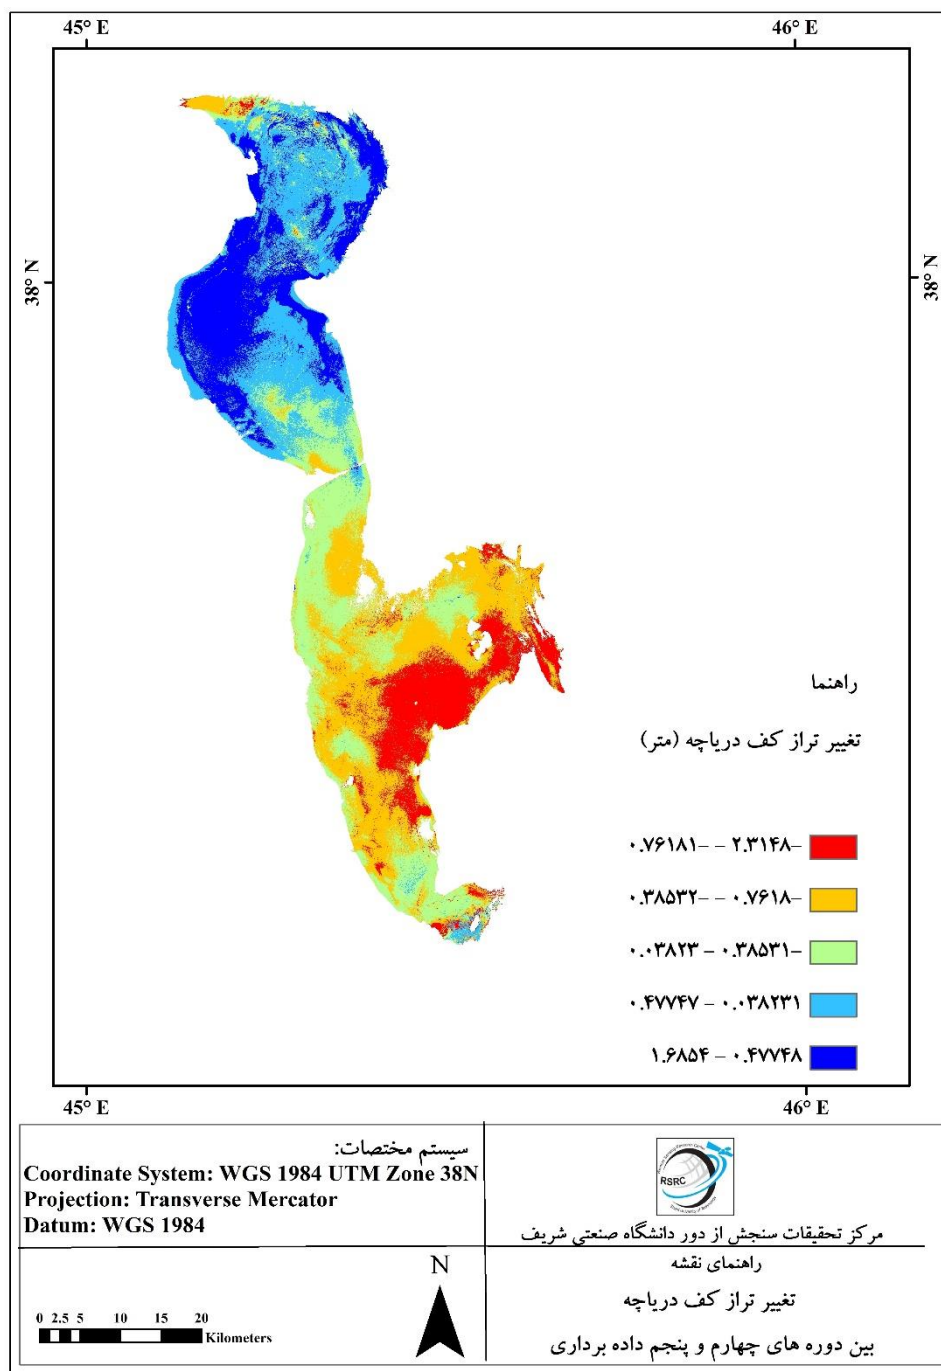 45° E
46° E
38° N
38° N
راهنما
تغییر تراز کف دریاچه (متر)
-۲.۳۱۴۸ - -۰.۷۶۱۸۱
-۰.۷۶۱۸ - -۰.۳۸۵۳۲
-۰.۳۸۵۳۱ - ۰.۰۳۸۲۳
۰.۰۳۸۲۳۱ - ۰.۴۷۷۴۷
۰.۴۷۷۴۸ - ۱.۶۸۵۴
45° E
46° E
سیستم مختصات:
Coordinate System: WGS 1984 UTM Zone 38N
Projection: Transverse Mercator
Datum: WGS 1984
RSRC
مرکز تحقیقات سنجش از دور دانشگاه صنعتی شریف
راهنمای نقشه
تغییر تراز کف دریاچه
بین دوره های چهارم و پنجم داده برداری
N
0 2.5 5 10 15 20
Kilometers